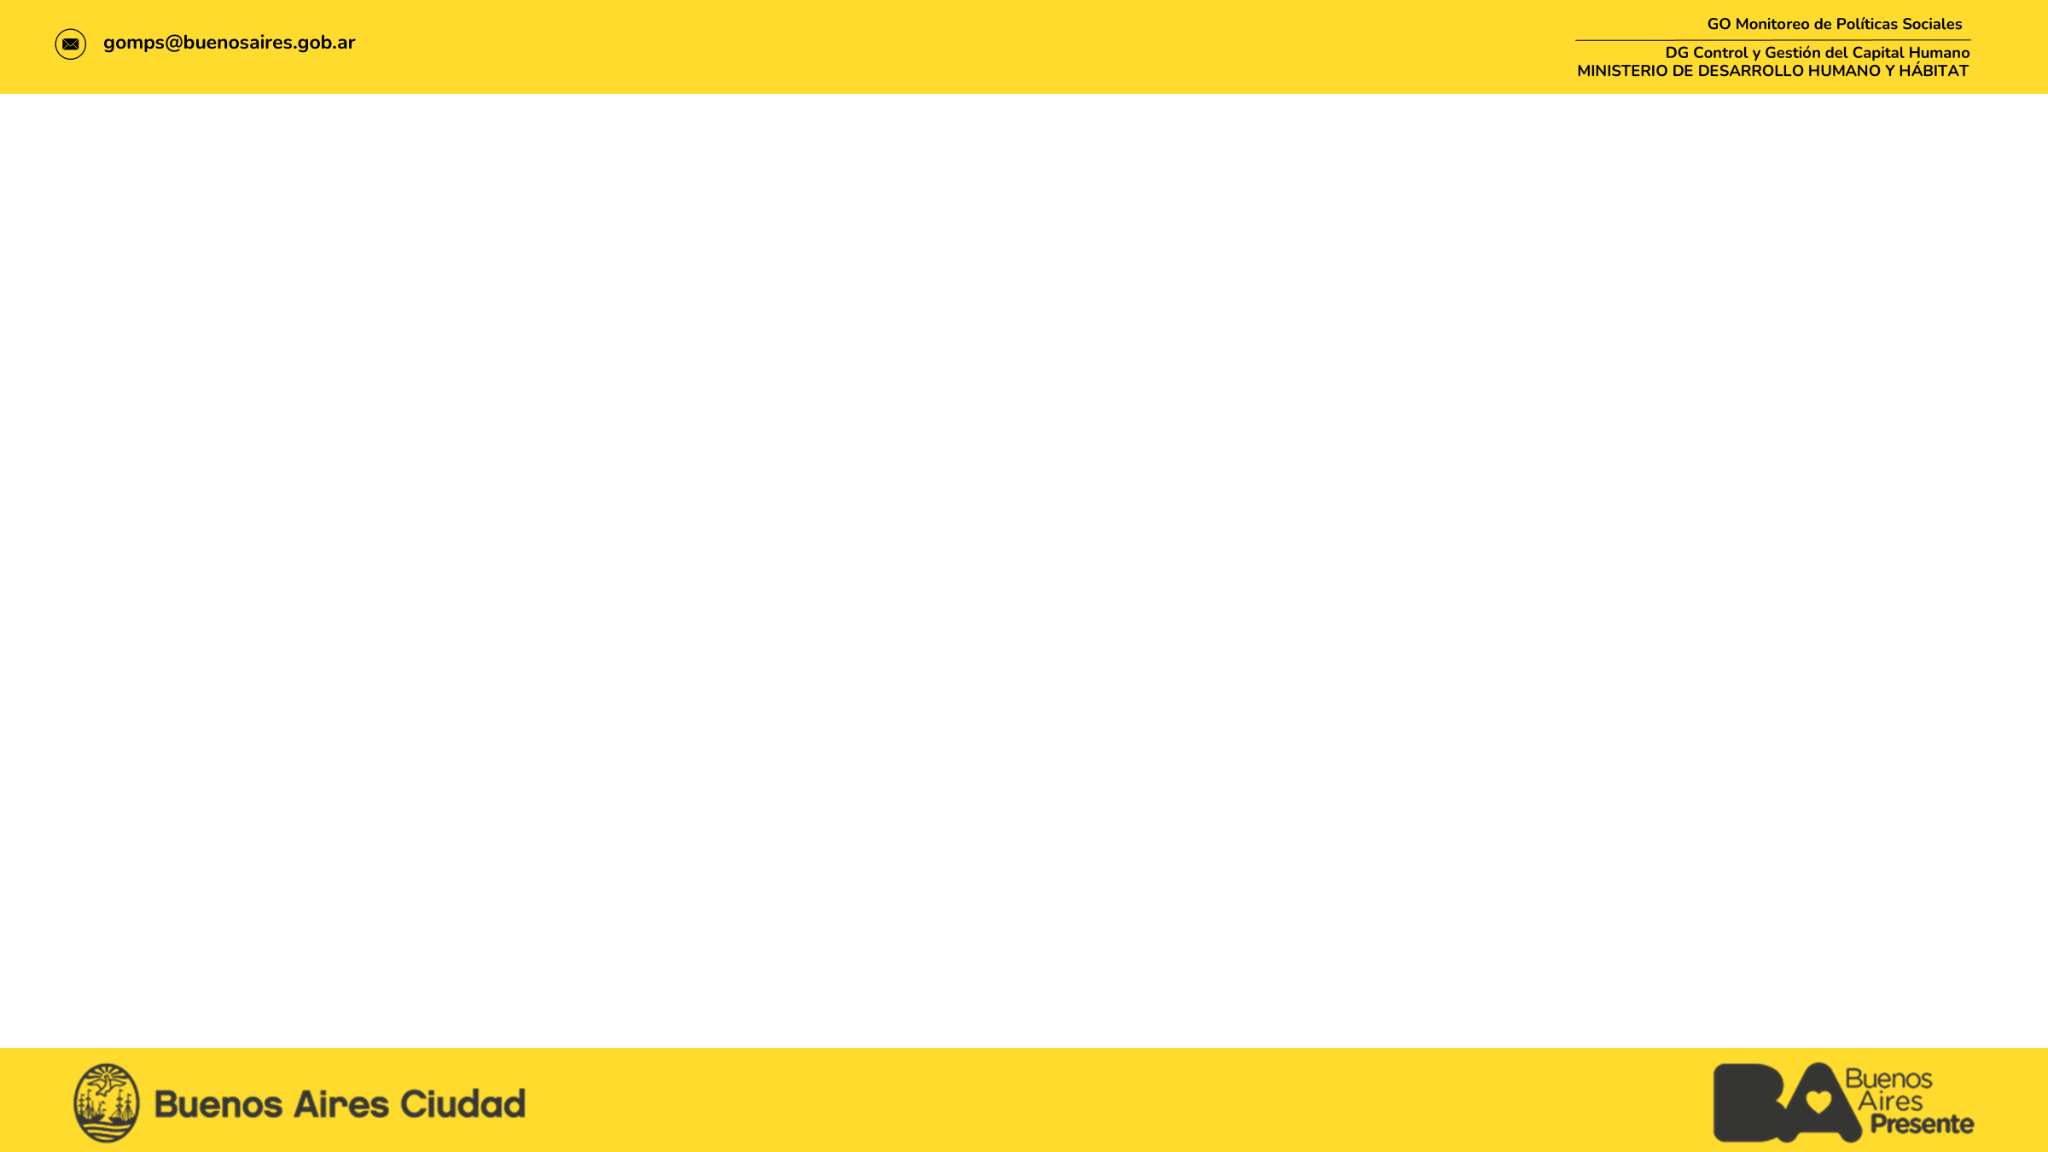 gomps@buenosaires.gob.ar
GO Monitoreo de Políticas Sociales
DG Control y Gestión del Capital Humano
MINISTERIO DE DESARROLLO HUMANO Y HÁBITAT
Buenos Aires Ciudad
BA
Buenos
Aires
Presente